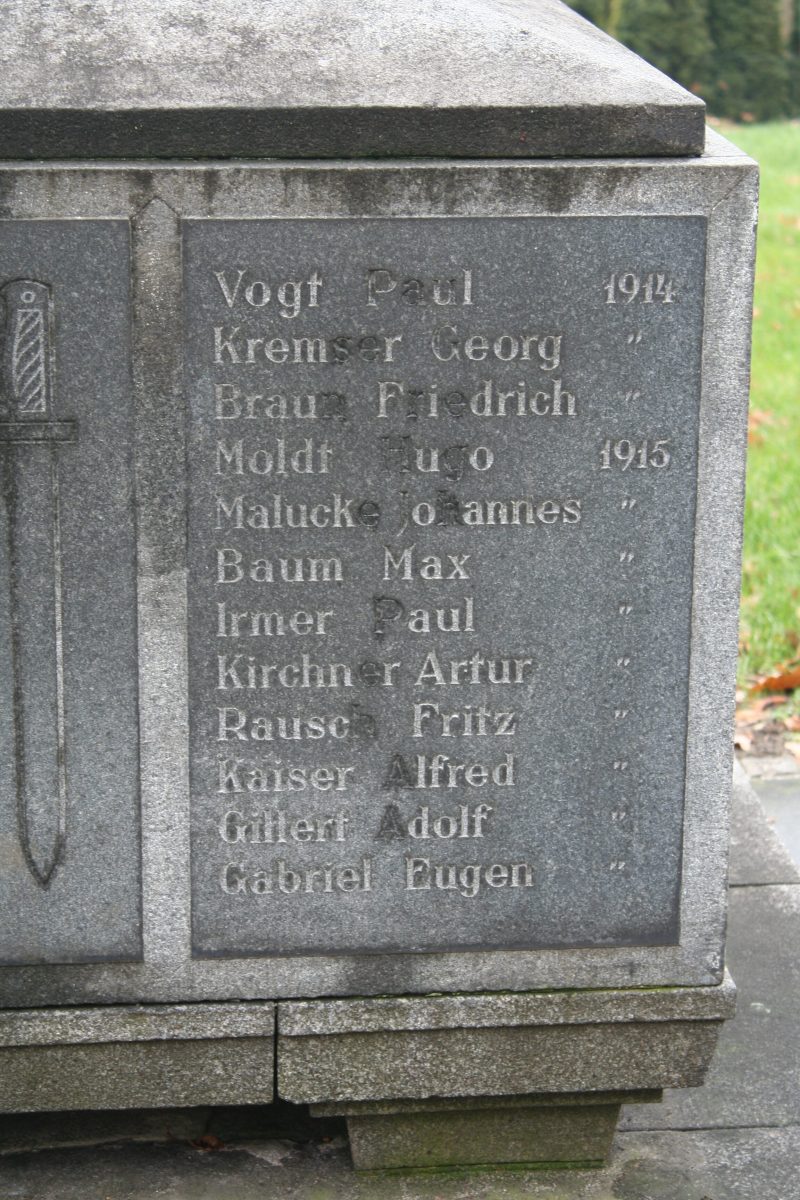 Vogt Paul 1914
Kremser Georg "
Braun Friedrich "
Moldt Hugo 1915
Malucke Johannes "
Baum Max "
Irmer Paul "
Kirchner Artur "
Rausch Fritz "
Kaiser Alfred "
Gillert Adolf "
Gabriel Eugen "